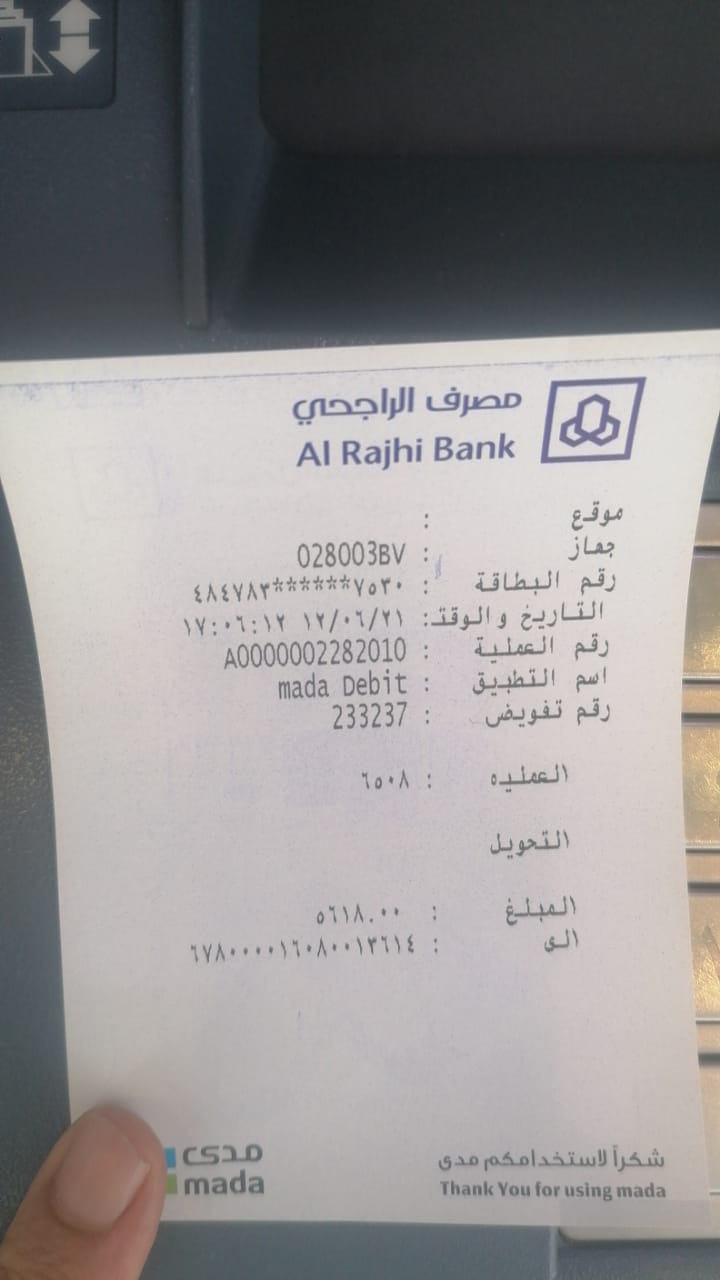 مصرف الراجحي
Al Rajhi Bank
موقع :
جهاز : 028003BV
رقم البطاقة : ٤٨٤٧٨٣******٧٥٣٠
التاريخ والوقت: ١٢/٠٦/٢١ ١٧:٠٦:١٢
رقم العملية : A0000002282010
اسم التطبيق : mada Debit
رقم تفويض : 233237
العمليه : ٦٥٠٨
التحويل
المبلغ : ٥٦١٨.٠٠
الى : ٦٧٨٠٠٠٠١٦٠٨٠٠١٣٦١٤
شكراً لاستخدامكم مدى
Thank You for using mada
مدى
mada